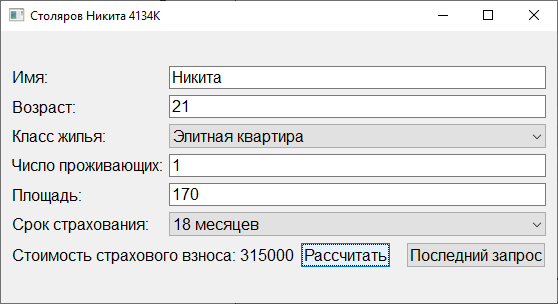 Столяров Никита 4134К
Имя: Никита
Возраст: 21
Класс жилья: Элитная квартира
Число проживающих: 1
Площадь: 170
Срок страхования: 18 месяцев
Стоимость страхового взноса: 315000 Рассчитать Последний запрос